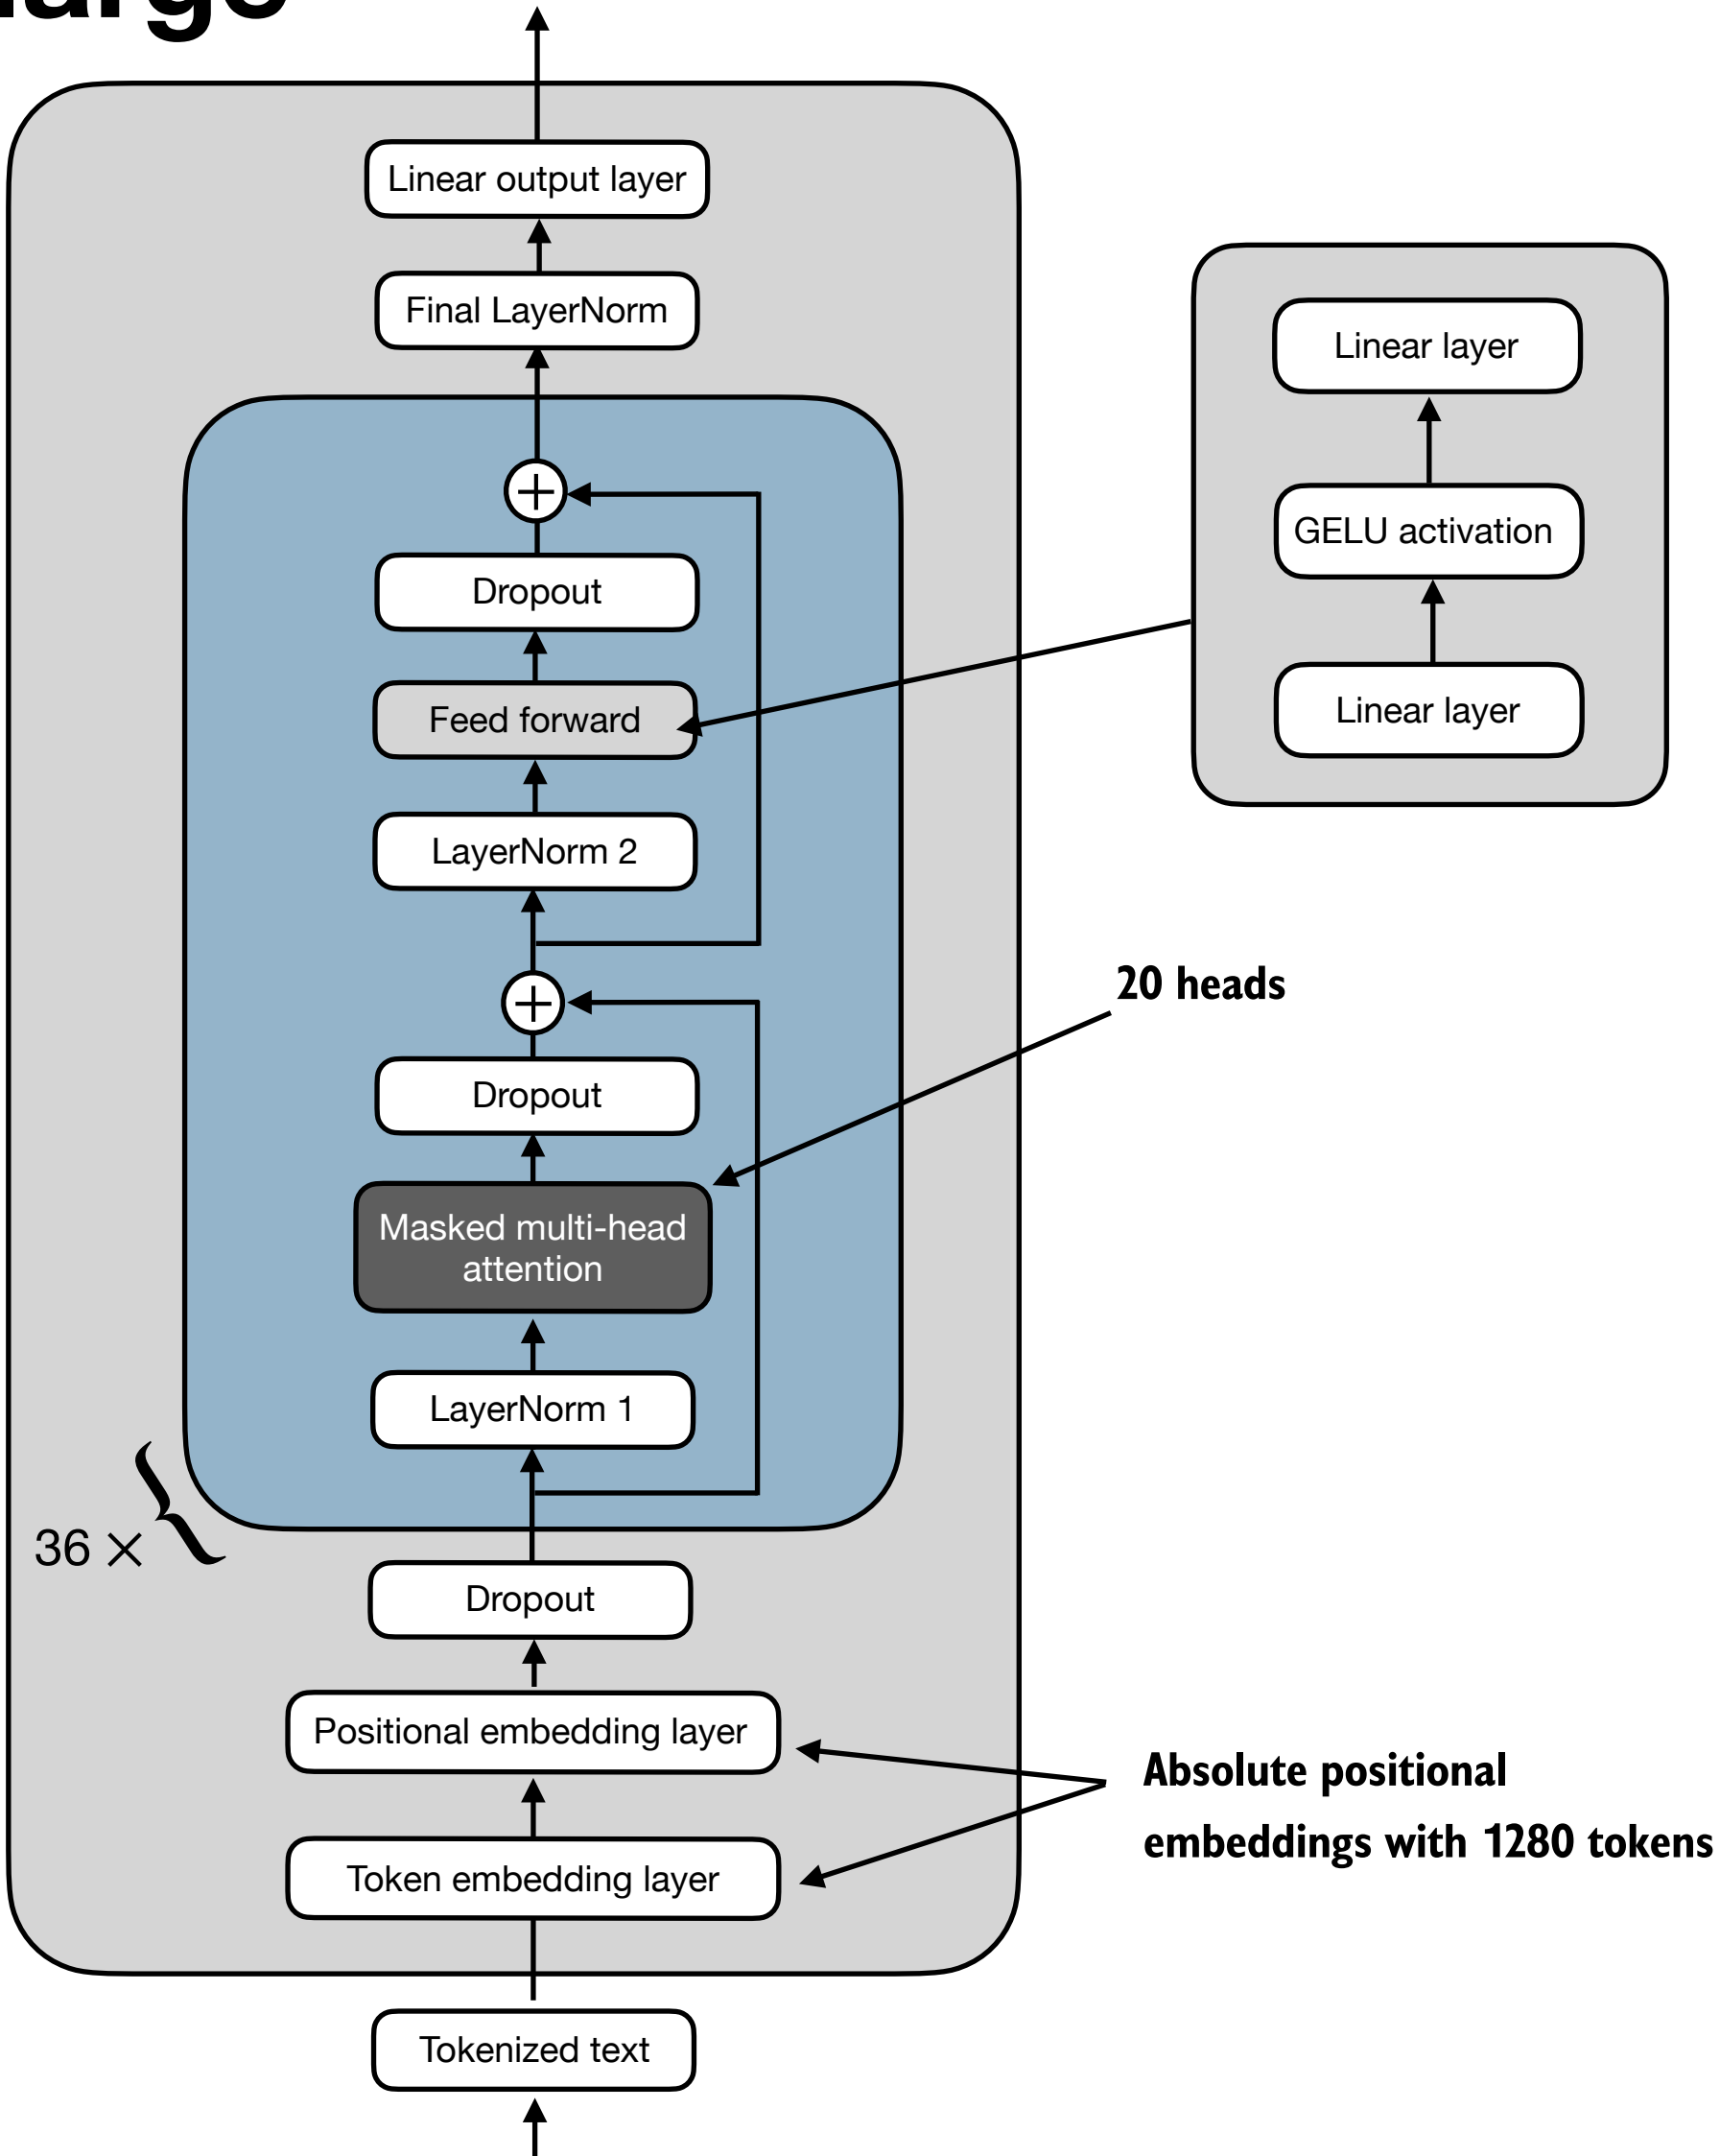 Linear output layer
Final LayerNorm
Dropout
Feed forward
LayerNorm 2
Dropout
Masked multi-head
attention
LayerNorm 1
36 ×
Dropout
Positional embedding layer
Token embedding layer
Tokenized text
Linear layer
GELU activation
Linear layer
20 heads
Absolute positional
embeddings with 1280 tokens